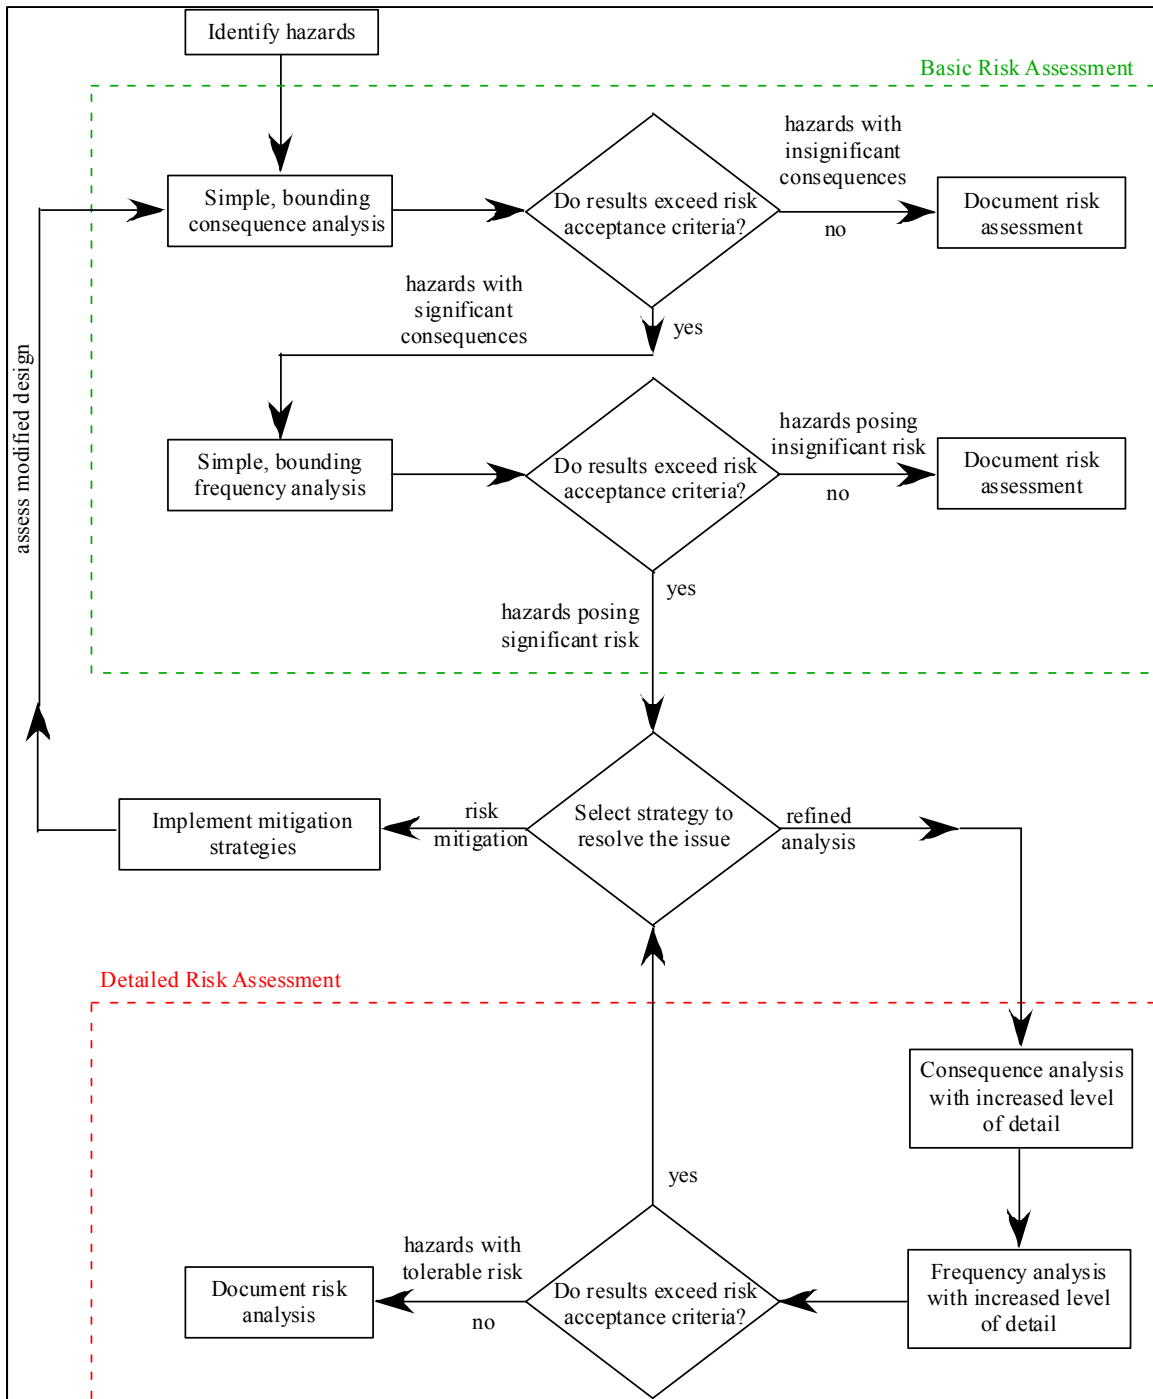 Identify hazards
Basic Risk Assessment
hazards with
insignificant
consequences
Simple, bounding
consequence analysis
Do results exceed risk
acceptance criteria?
no
Document risk
assessment
hazards with
significant
consequences
yes
assess modified design
Simple, bounding
frequency analysis
Do results exceed risk
acceptance criteria?
hazards posing
insignificant risk
no
Document risk
assessment
yes
hazards posing
significant risk
Implement mitigation
strategies
risk
mitigation
Select strategy to
resolve the issue
refined
analysis
Detailed Risk Assessment
Consequence analysis
with increased level
of detail
yes
Document risk
analysis
hazards with
tolerable risk
no
Do results exceed risk
acceptance criteria?
Frequency analysis
with increased level
of detail